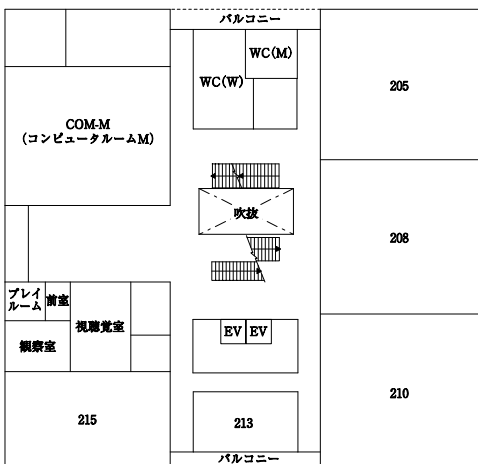 バルコニー
WC(M)
WC(W)
205
COM-M
(コンピュータルームM)
吹抜
208
プレイ
ルーム
前室
視聴覚室
観察室
EV
EV
210
215
213
バルコニー